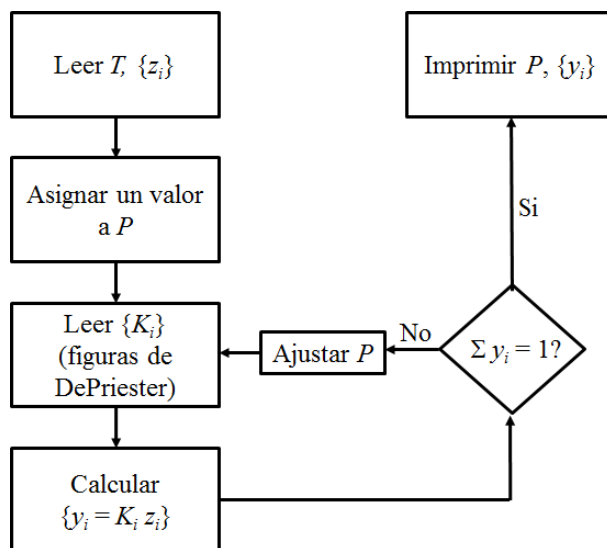 Leer T, {zi}
Asignar un valor
a P
Leer {Ki}
(figuras de
DePriester)
Calcular
{yi = Ki zi}
Σ yi = 1?
No
Ajustar P
Si
Imprimir P, {yi}